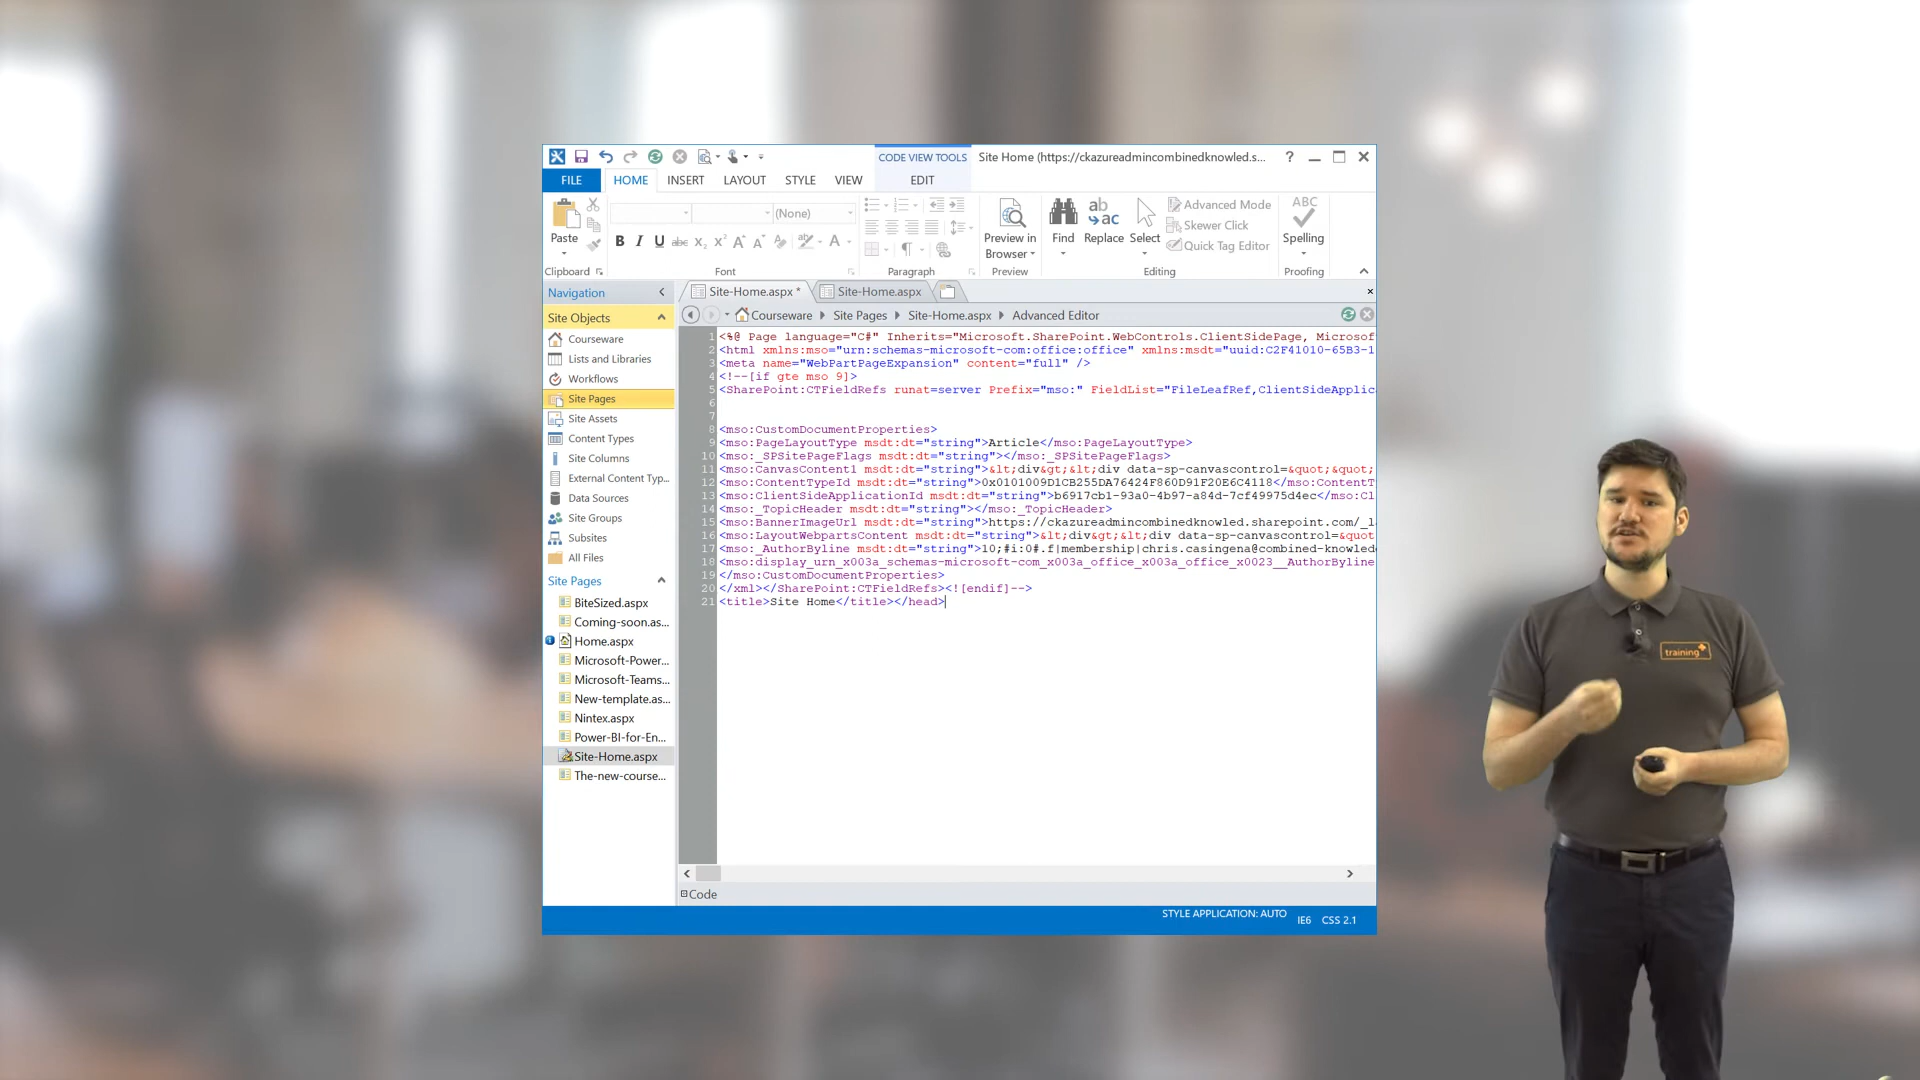 CODE VIEW TOOLS
Site Home (https://ckazureadmincombinedknowled.s...
?
FILE HOME INSERT LAYOUT STYLE VIEW EDIT
(None)
Paste
B I U abc
Preview in Browser
Find
ab ac
Replace
Select
Advanced Mode
Skewer Click
Quick Tag Editor
ABC
Spelling
Clipboard Font Paragraph Preview Editing Proofing
Navigation
Site-Home.aspx * Site-Home.aspx
Site Objects
Courseware Site Pages Site-Home.aspx Advanced Editor
Courseware
Lists and Libraries
Workflows
Site Pages
Site Assets
Content Types
Site Columns
External Content Typ...
Data Sources
Site Groups
Subsites
All Files
Site Pages
BiteSized.aspx
Coming-soon.as...
Home.aspx
Microsoft-Power...
Microsoft-Teams...
New-template.as...
Nintex.aspx
Power-BI-for-En...
Site-Home.aspx
The-new-course...
1 <%@ Page language="C#" Inherits="Microsoft.SharePoint.WebControls.ClientSidePage, Microsof
2 <html xmlns:mso="urn:schemas-microsoft-com:office:office" xmlns:msdt="uuid:C2F41010-65B3-1
3 <meta name="WebPartPageExpansion" content="full" />
4 <!--[if gte mso 9]>
5 <SharePoint:CTFieldRefs runat=server Prefix="mso:" FieldList="FileLeafRef,ClientSideApplic
6
7
8 <mso:CustomDocumentProperties>
9 <mso:PageLayoutType msdt:dt="string">Article</mso:PageLayoutType>
10 <mso:_SPSitePageFlags msdt:dt="string"></mso:_SPSitePageFlags>
11 <mso:CanvasContent1 msdt:dt="string">&lt;div&gt;&lt;div data-sp-canvascontrol=&quot;&quot;
12 <mso:ContentTypeId msdt:dt="string">0x0101009D1CB255DA76424F860D91F20E6C4118</mso:ContentT
13 <mso:ClientSideApplicationId msdt:dt="string">b6917cb1-93a0-4b97-a84d-7cf49975d4ec</mso:Cl
14 <mso:_TopicHeader msdt:dt="string"></mso:_TopicHeader>
15 <mso:BannerImageUrl msdt:dt="string">https://ckazureadmincombinedknowled.sharepoint.com/_l
16 <mso:LayoutWebpartsContent msdt:dt="string">&lt;div&gt;&lt;div data-sp-canvascontrol=&quot
17 <mso:_AuthorByline msdt:dt="string">10;#i:0#.f|membership|chris.casingena@combined-knowled
18 <mso:display_urn_x003a_schemas-microsoft-com_x003a_office_x003a_office_x0023__AuthorByline
19 </mso:CustomDocumentProperties>
20 </xml></SharePoint:CTFieldRefs><![endif]-->
21 <title>Site Home</title></head>
Code
STYLE APPLICATION: AUTO IE6 CSS 2.1
training